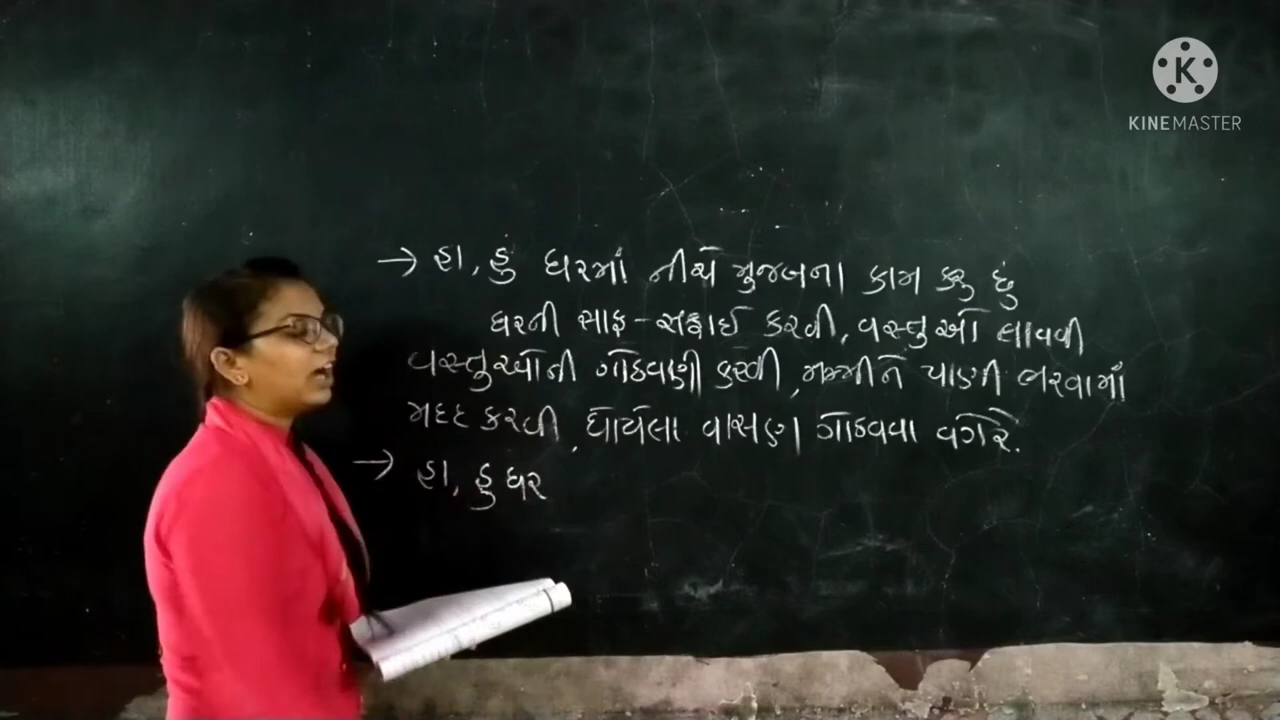 → હા, હું ઘરમાં નીચે મુજબના કામ કરુ છું
ઘરની સાફ-સફાઈ કરવી, વસ્તુઓ લાવવી
વસ્તુઓની ગોઠવણી કરવી, મમ્મીને પાણી ભરવામાં
મદદ કરવી, ધોયેલા વાસણ ગોઠવવા વગેરે.
→ હા, હુ ઘર
K
KINEMASTER